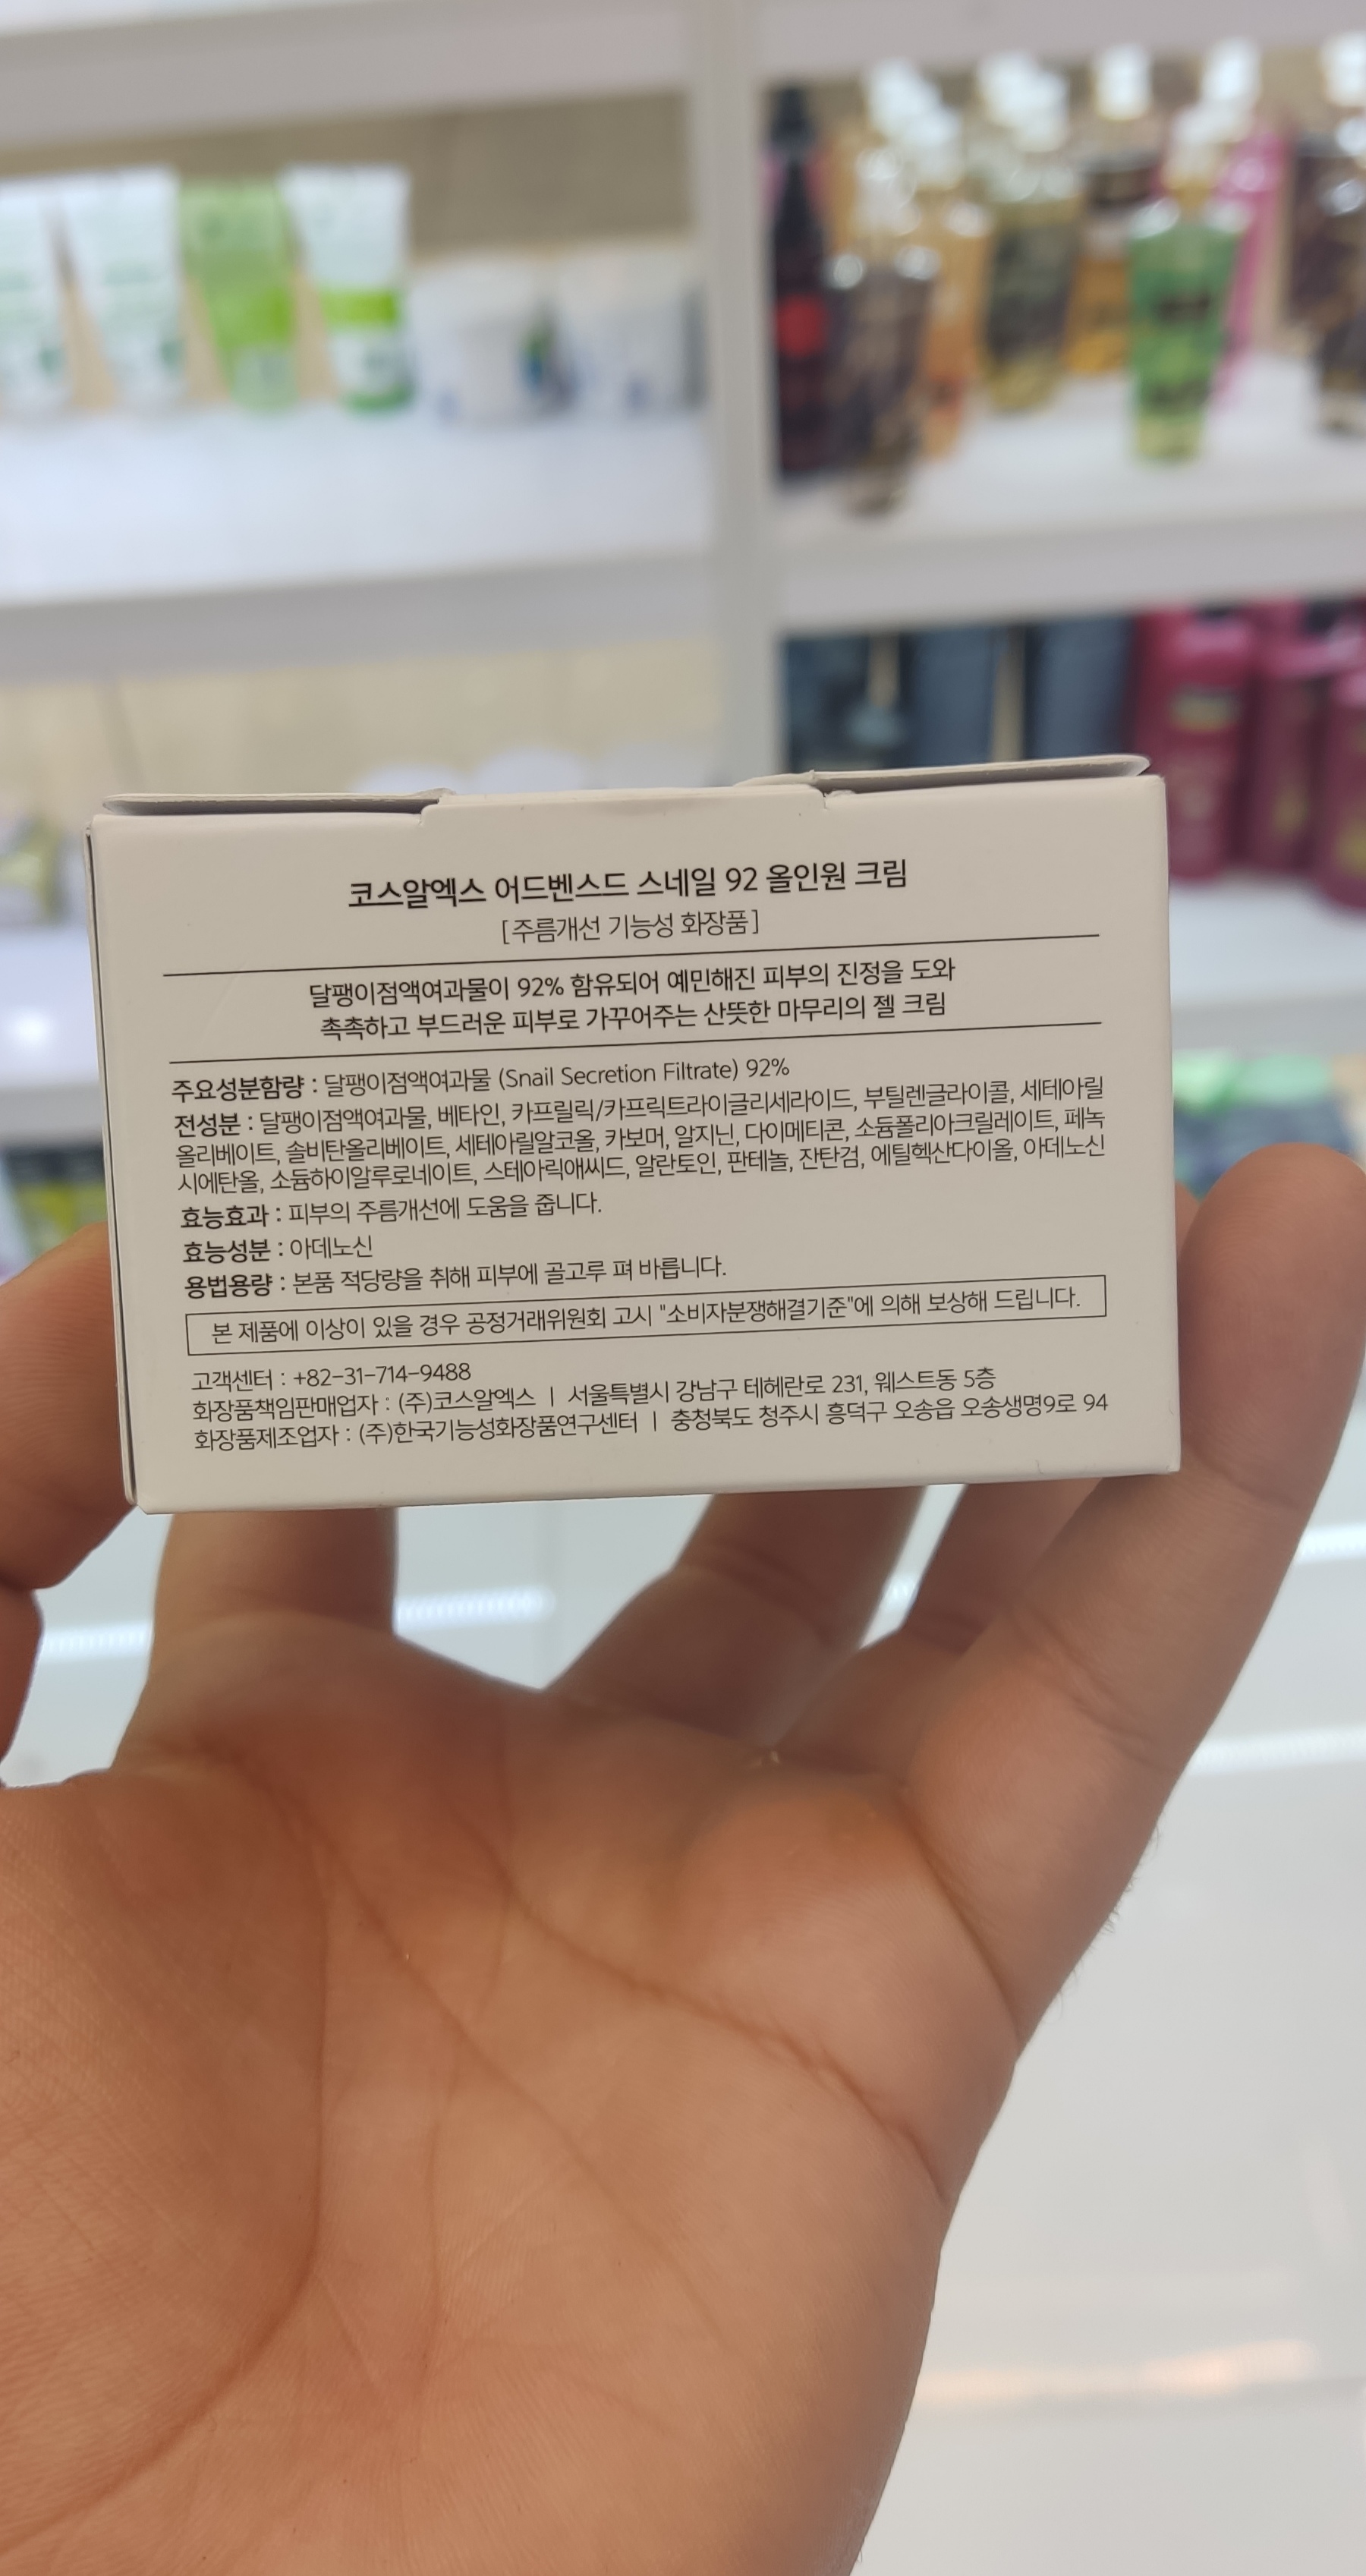 코스알엑스 어드벤스드 스네일 92 올인원 크림
[주름개선 기능성 화장품]
달팽이점액여과물이 92% 함유되어 예민해진 피부의 진정을 도와
촉촉하고 부드러운 피부로 가꾸어주는 산뜻한 마무리의 젤 크림
주요성분함량 : 달팽이점액여과물 (Snail Secretion Filtrate) 92%
전성분 : 달팽이점액여과물, 베타인, 카프릴릭/카프릭트라이글리세라이드, 부틸렌글라이콜, 세테아릴
올리베이트, 솔비탄올리베이트, 세테아릴알코올, 카보머, 알지닌, 다이메티콘, 소듐폴리아크릴레이트, 페녹
시에탄올, 소듐하이알루로네이트, 스테아릭애씨드, 알란토인, 판테놀, 잔탄검, 에틸헥산다이올, 아데노신
효능효과 : 피부의 주름개선에 도움을 줍니다.
효능성분 : 아데노신
용법용량 : 본품 적당량을 취해 피부에 골고루 펴 바릅니다.
본 제품에 이상이 있을 경우 공정거래위원회 고시 "소비자분쟁해결기준"에 의해 보상해 드립니다.
고객센터 : +82-31-714-9488
화장품책임판매업자 : (주)코스알엑스 | 서울특별시 강남구 테헤란로 231, 웨스트동 5층
화장품제조업자 : (주)한국기능성화장품연구센터 | 충청북도 청주시 흥덕구 오송읍 오송생명9로 94